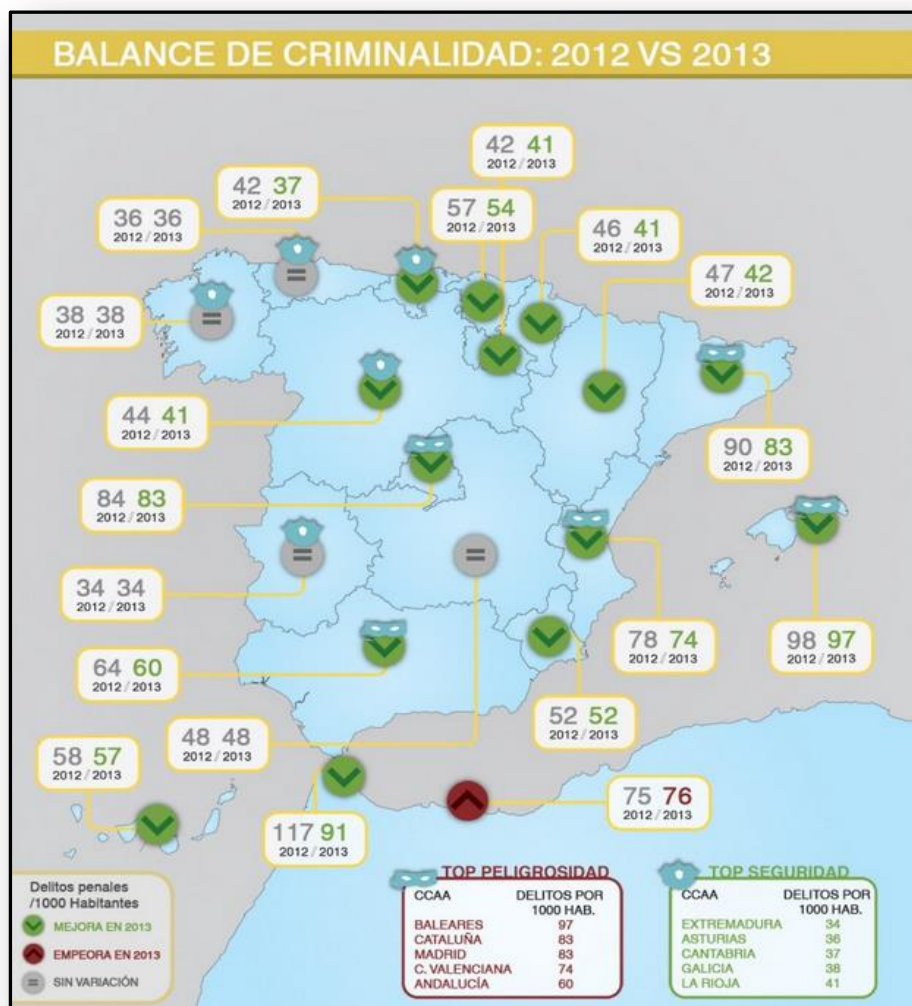 BALANCE DE CRIMINALIDAD: 2012 VS 2013
42 41
2012 / 2013
42 37
2012 / 2013
57 54
2012 / 2013
36 36
2012 / 2013
46 41
2012 / 2013
47 42
2012 / 2013
38 38
2012 / 2013
44 41
2012 / 2013
90 83
2012 / 2013
84 83
2012 / 2013
34 34
2012 / 2013
78 74
2012 / 2013
98 97
2012 / 2013
64 60
2012 / 2013
52 52
2012 / 2013
48 48
2012 / 2013
58 57
2012 / 2013
75 76
2012 / 2013
117 91
2012 / 2013
Delitos penales
/1000 Habitantes
MEJORA EN 2013
EMPEORA EN 2013
SIN VARIACIÓN
TOP PELIGROSIDAD
CCAA DELITOS POR
1000 HAB.
BALEARES 97
CATALUÑA 83
MADRID 83
C. VALENCIANA 74
ANDALUCÍA 60
TOP SEGURIDAD
CCAA DELITOS POR
1000 HAB.
EXTREMADURA 34
ASTURIAS 36
CANTABRIA 37
GALICIA 38
LA RIOJA 41